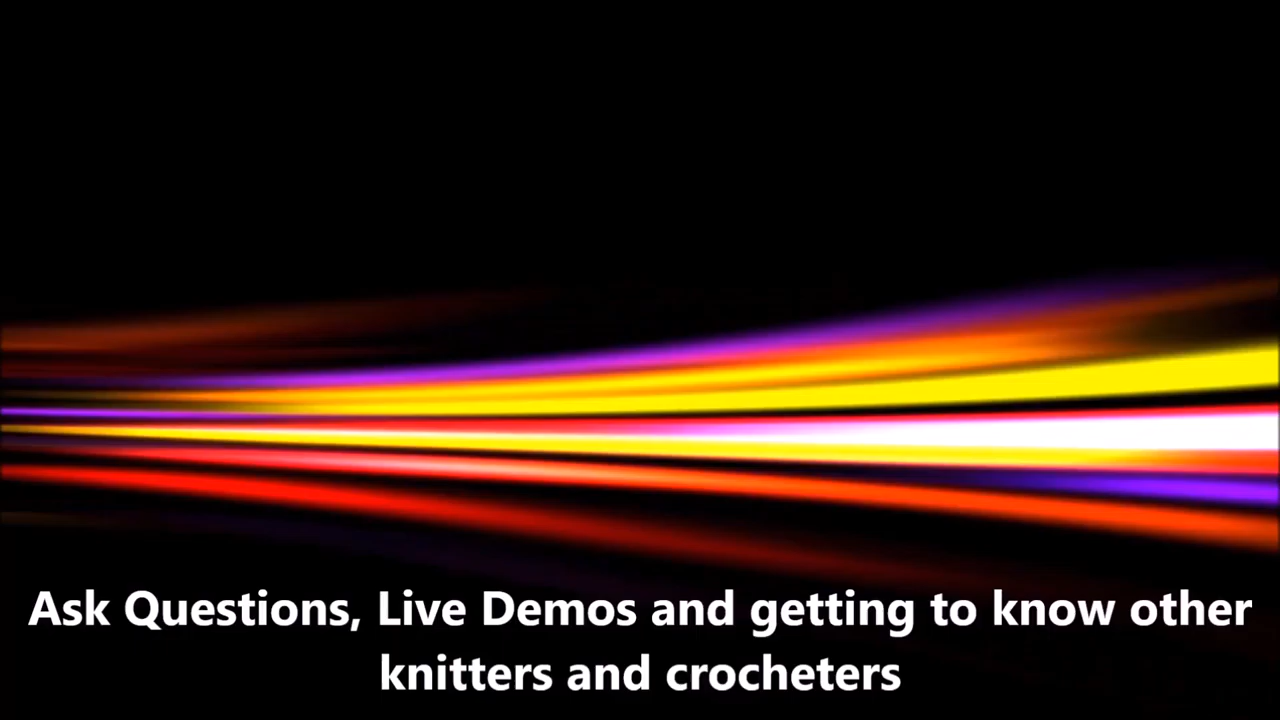 Ask Questions, Live Demos and getting to know other
knitters and crocheters